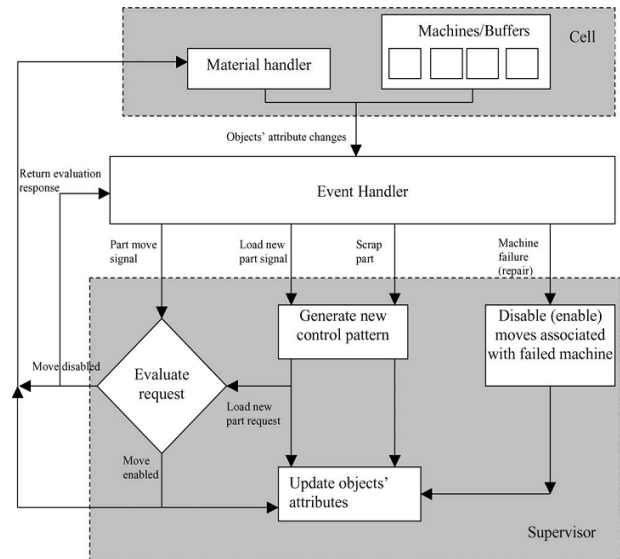 Machines/Buffers
Cell
Material handler
Objects' attribute changes
Return evaluation
response
Event Handler
Part move
signal
Load new
part signal
Scrap
part
Machine
failure
(repair)
Generate new
control pattern
Disable (enable)
moves associated
with failed machine
Move disabled
Evaluate
request
Load new
part request
Move
enabled
Update objects'
attributes
Supervisor